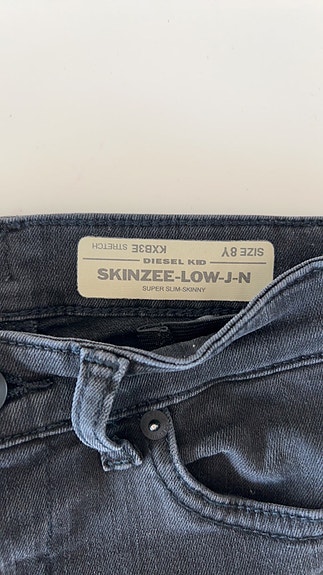 SIZE 8Y KXB3E STRETCH
DIESEL KID
SKINZEE-LOW-J-N
SUPER SLIM-SKINNY